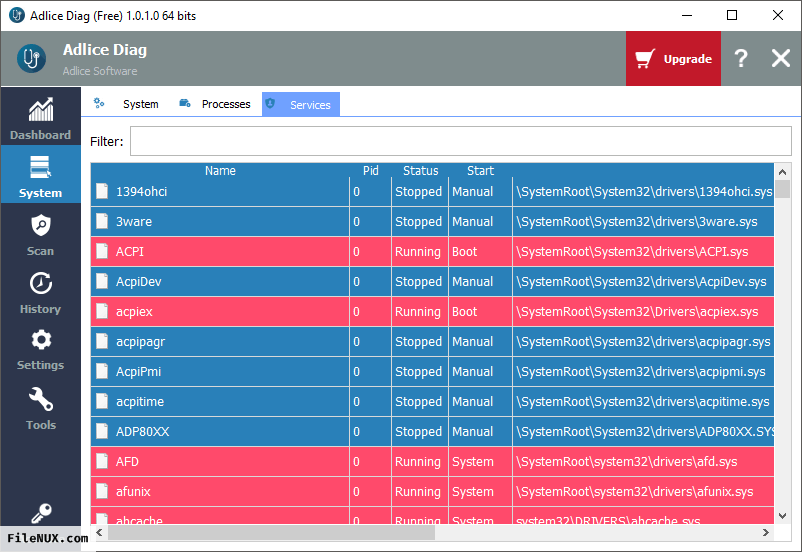 Adlice Diag (Free) 1.0.1.0 64 bits
Adlice Diag
Adlice Software
Upgrade
?
Dashboard
System
Scan
History
Settings
Tools
System Processes Services
Filter:
Name Pid Status Start
1394ohci 0 Stopped Manual \SystemRoot\System32\drivers\1394ohci.sys
3ware 0 Stopped Manual \SystemRoot\System32\drivers\3ware.sys
ACPI 0 Running Boot \SystemRoot\System32\drivers\ACPI.sys
AcpiDev 0 Stopped Manual \SystemRoot\System32\drivers\AcpiDev.sys
acpiex 0 Running Boot \SystemRoot\System32\Drivers\acpiex.sys
acpipagr 0 Stopped Manual \SystemRoot\System32\drivers\acpipagr.sys
AcpiPmi 0 Stopped Manual \SystemRoot\System32\drivers\acpipmi.sys
acpitime 0 Stopped Manual \SystemRoot\System32\drivers\acpitime.sys
ADP80XX 0 Stopped Manual \SystemRoot\System32\drivers\ADP80XX.SYS
AFD 0 Running System \SystemRoot\system32\drivers\afd.sys
afunix 0 Running System \SystemRoot\system32\drivers\afunix.sys
ahcache 0 Running System system32\DRIVERS\ahcache.sys
FileNUX.com